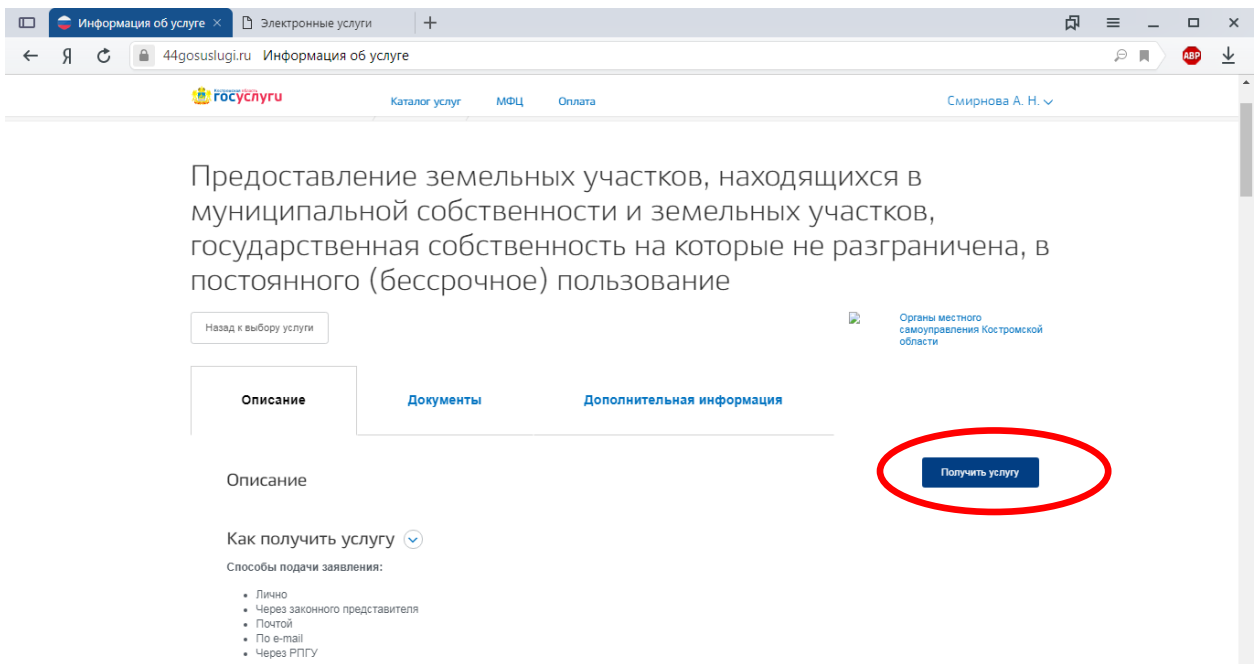 Информация об услуге
Электронные услуги
Я
44gosuslugi.ru Информация об услуге
ABP
Костромская область
госуслуги
Каталог услуг
МФЦ
Оплата
Смирнова А. Н.
Предоставление земельных участков, находящихся в
муниципальной собственности и земельных участков,
государственная собственность на которые не разграничена, в
постоянного (бессрочное) пользование
Назад к выбору услуги
Органы местного
самоуправления Костромской
области
Описание
Документы
Дополнительная информация
Получить услугу
Описание
Как получить услугу
Способы подачи заявления:
Лично
Через законного представителя
Почтой
По e-mail
Через РПГУ